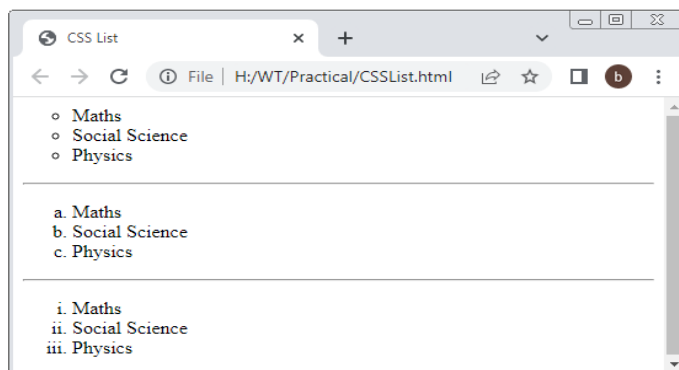 CSS List
File | H:/WT/Practical/CSSList.html
b
Maths
Social Science
Physics
a. Maths
b. Social Science
c. Physics
i. Maths
ii. Social Science
iii. Physics